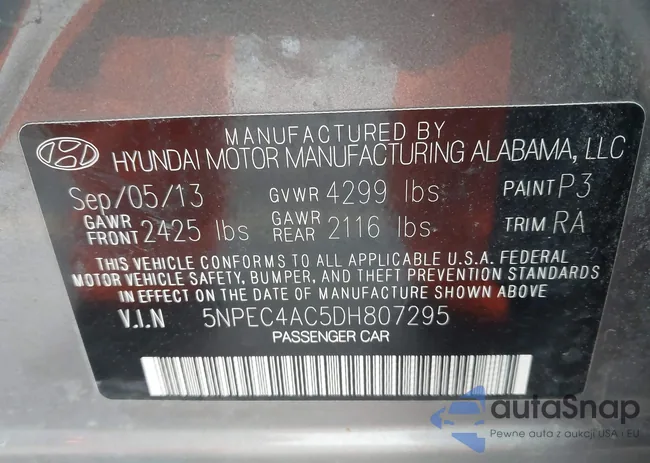 MANUFACTURED BY
HYUNDAI MOTOR MANUFACTURING ALABAMA, LLC
Sep/05/13 GVWR 4299 lbs PAINT P3
GAWR FRONT 2425 lbs GAWR REAR 2116 lbs TRIM RA
THIS VEHICLE CONFORMS TO ALL APPLICABLE U.S.A. FEDERAL
MOTOR VEHICLE SAFETY, BUMPER, AND THEFT PREVENTION STANDARDS
IN EFFECT ON THE DATE OF MANUFACTURE SHOWN ABOVE.
V.I.N 5NPEC4AC5DH807295
PASSENGER CAR
autaSnap
Pewne auta z aukcji USA i EU